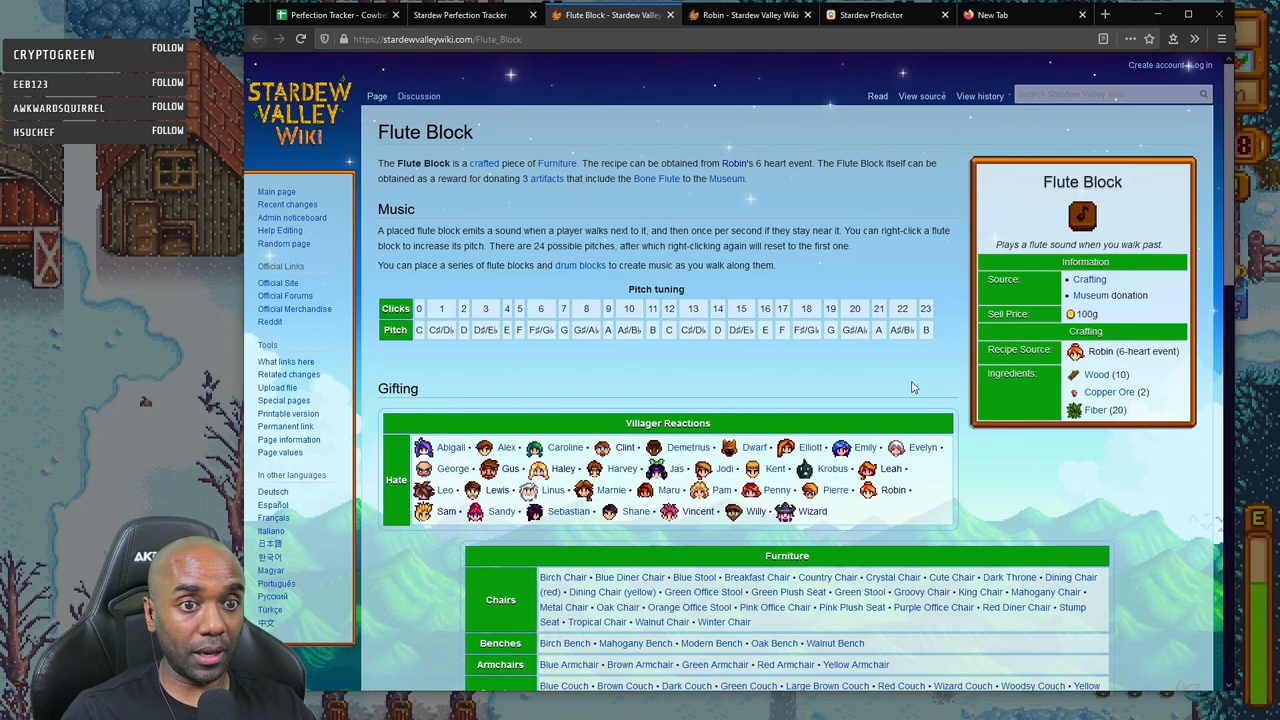 Perfection Tracker - Cowbe
Stardew Perfection Tracker
Flute Block - Stardew Valley
Robin - Stardew Valley Wiki
Stardew Predictor
New Tab
https://stardewvalleywiki.com/Flute_Block
CRYPTOGREEN FOLLOW
EEB123 FOLLOW
AWKWARDSQUIRREL FOLLOW
HSUCHEF FOLLOW
STARDEW VALLEY WIKI
Create account Log in
Page Discussion Read View source View history Search Stardew Valley Wiki
Main page
Recent changes
Admin noticeboard
Help Editing
Random page
Official Links
Official Site
Official Forums
Official Merchandise
Reddit
Tools
What links here
Related changes
Upload file
Special pages
Printable version
Permanent link
Page information
Page values
In other languages
Deutsch
Español
Français
Italiano
日本語
한국어
Magyar
Português
Русский
Türkçe
中文
Flute Block
The Flute Block is a crafted piece of Furniture. The recipe can be obtained from Robin's 6 heart event. The Flute Block itself can be
obtained as a reward for donating 3 artifacts that include the Bone Flute to the Museum.
Music
A placed flute block emits a sound when a player walks next to it, and then once per second if they stay near it. You can right-click a flute
block to increase its pitch. There are 24 possible pitches, after which right-clicking again will reset to the first one.
You can place a series of flute blocks and drum blocks to create music as you walk along them.
Pitch tuning
Clicks 0 1 2 3 4 5 6 7 8 9 10 11 12 13 14 15 16 17 18 19 20 21 22 23
Pitch C C♯/D♭ D D♯/E♭ E F F♯/G♭ G G♯/A♭ A A♯/B♭ B C C♯/D♭ D D♯/E♭ E F F♯/G♭ G G♯/A♭ A A♯/B♭ B
Gifting
Villager Reactions
Hate
Abigail • Alex • Caroline • Clint • Demetrius • Dwarf • Elliott • Emily • Evelyn •
George • Gus • Haley • Harvey • Jas • Jodi • Kent • Krobus • Leah •
Leo • Lewis • Linus • Marnie • Maru • Pam • Penny • Pierre • Robin •
Sam • Sandy • Sebastian • Shane • Vincent • Willy • Wizard
Flute Block
Plays a flute sound when you walk past.
Information
Source: • Crafting
• Museum donation
Sell Price: 100g
Crafting
Recipe Source: Robin (6-heart event)
Ingredients: Wood (10)
Copper Ore (2)
Fiber (20)
Furniture
Chairs
Birch Chair • Blue Diner Chair • Blue Stool • Breakfast Chair • Country Chair • Crystal Chair • Cute Chair • Dark Throne • Dining Chair
(red) • Dining Chair (yellow) • Green Office Stool • Green Plush Seat • Green Stool • Groovy Chair • King Chair • Mahogany Chair •
Metal Chair • Oak Chair • Orange Office Stool • Pink Office Chair • Pink Plush Seat • Purple Office Chair • Red Diner Chair • Stump
Seat • Tropical Chair • Walnut Chair • Winter Chair
Benches Birch Bench • Mahogany Bench • Modern Bench • Oak Bench • Walnut Bench
Armchairs Blue Armchair • Brown Armchair • Green Armchair • Red Armchair • Yellow Armchair
Blue Couch • Brown Couch • Dark Couch • Green Couch • Large Brown Couch • Red Couch • Wizard Couch • Woodsy Couch • Yellow
AK
E